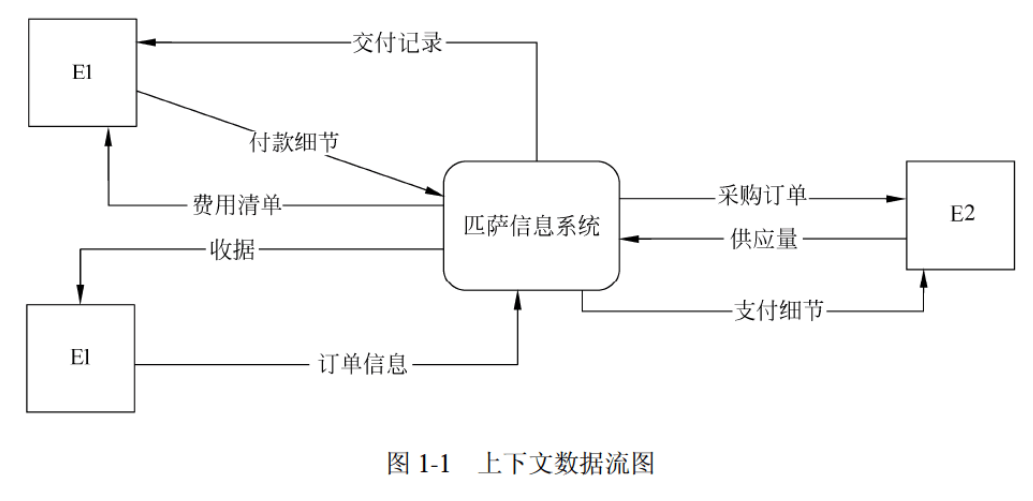 交付记录
E1
付款细节
采购订单
费用清单
E2
匹萨信息系统
供应量
收据
支付细节
E1
订单信息
图 1-1 上下文数据流图